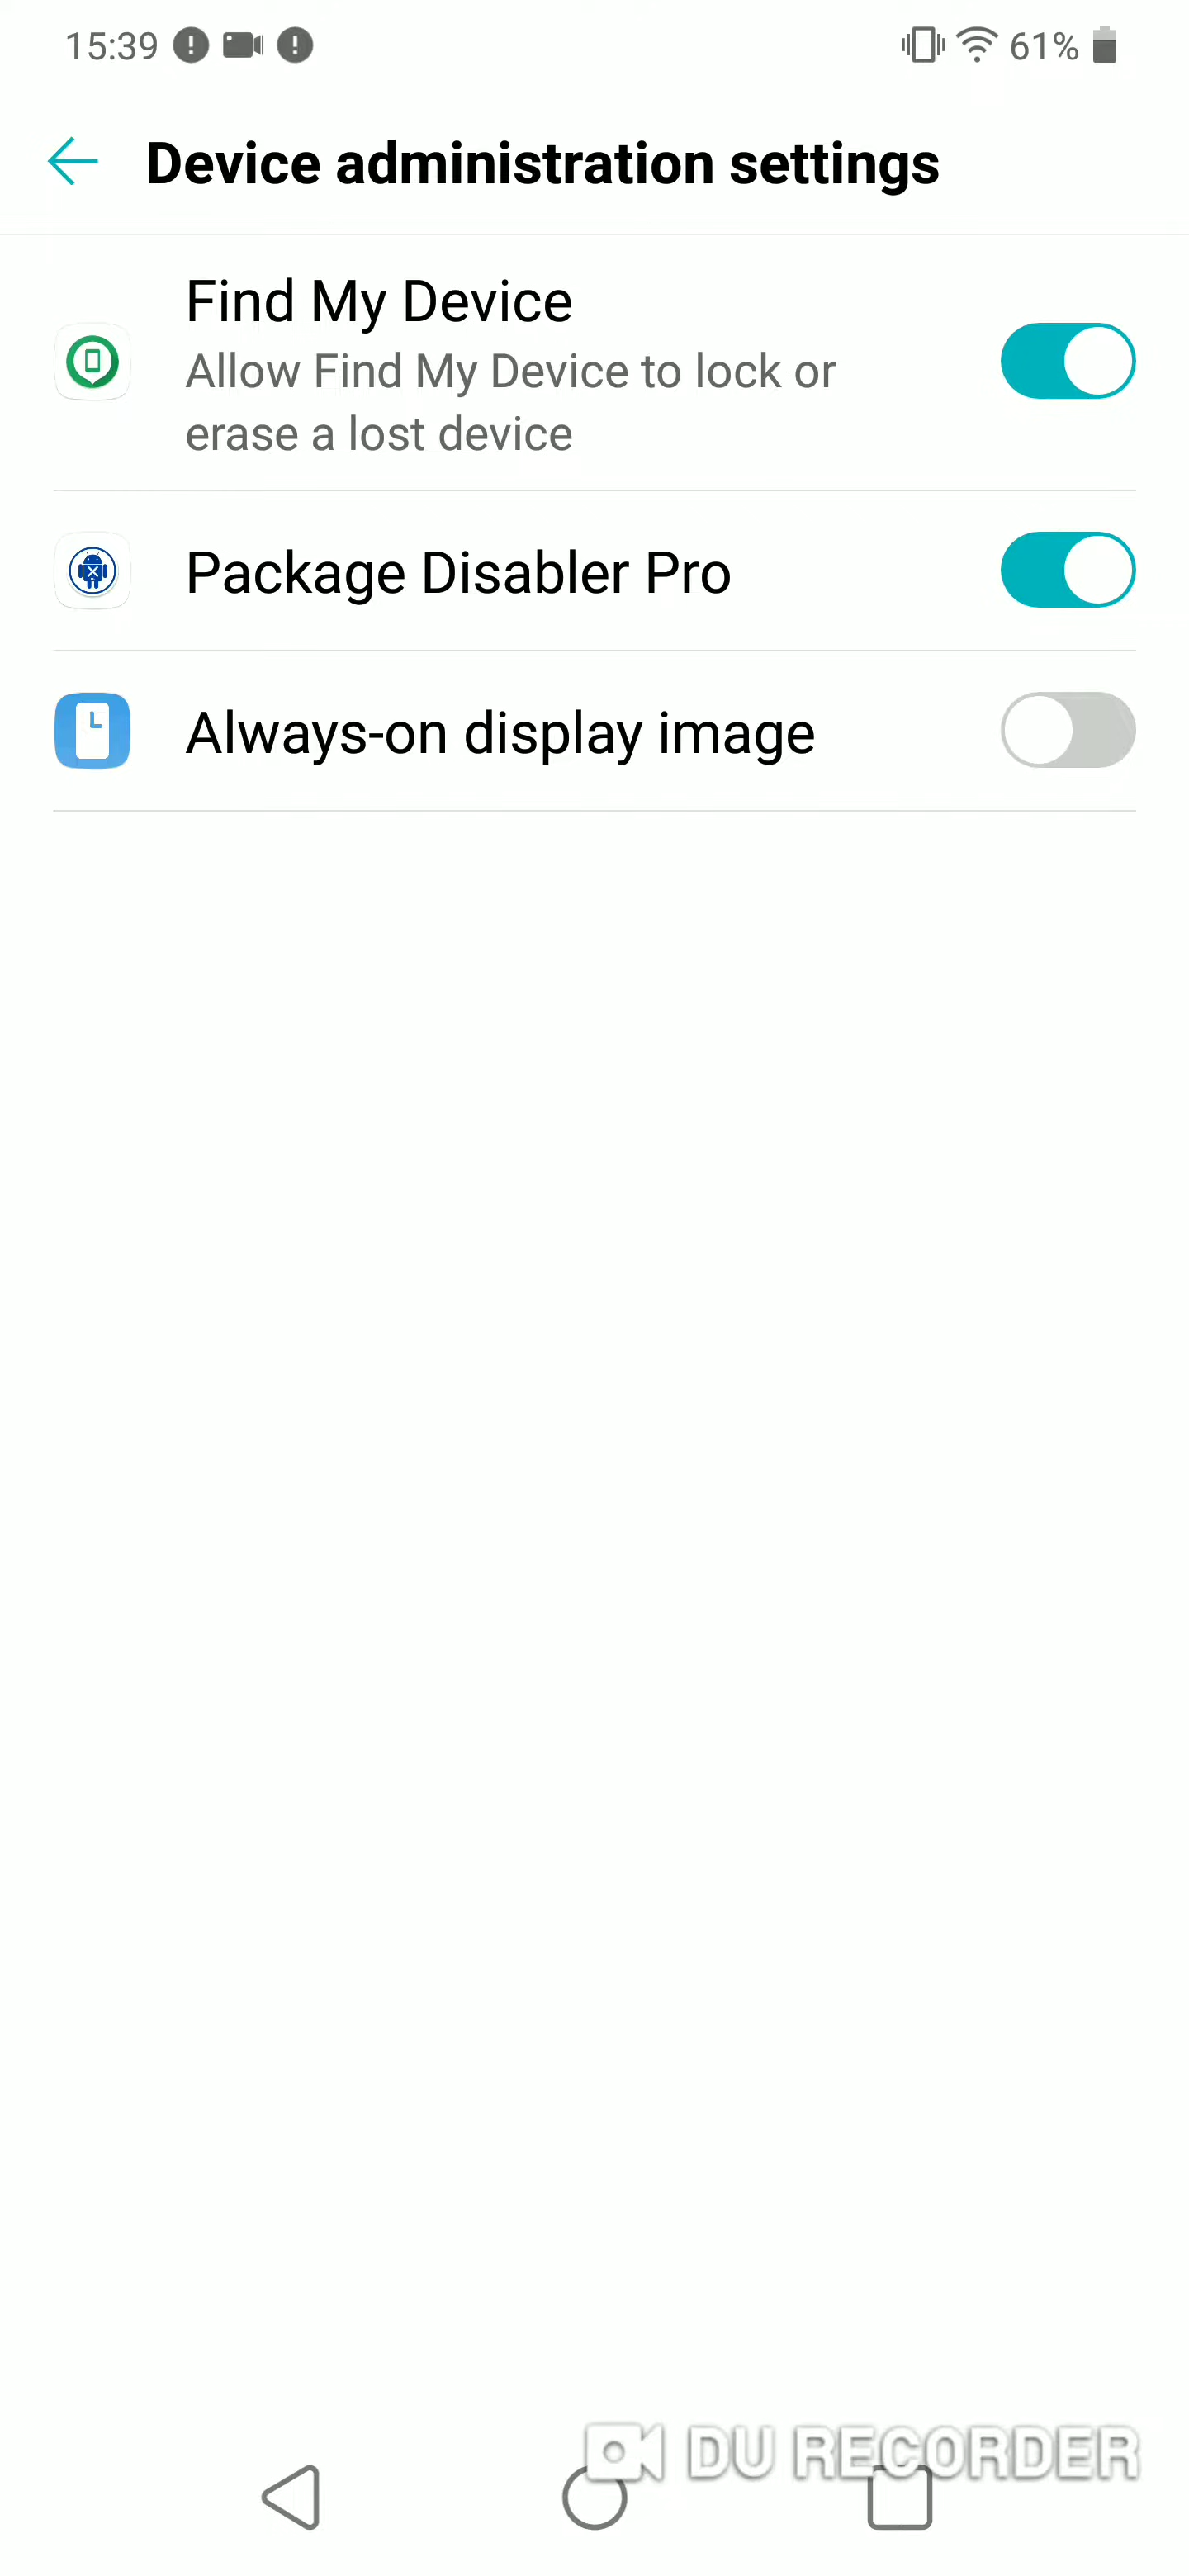 15:39
61%
Device administration settings
Find My Device
Allow Find My Device to lock or
erase a lost device
Package Disabler Pro
Always-on display image
DU RECORDER